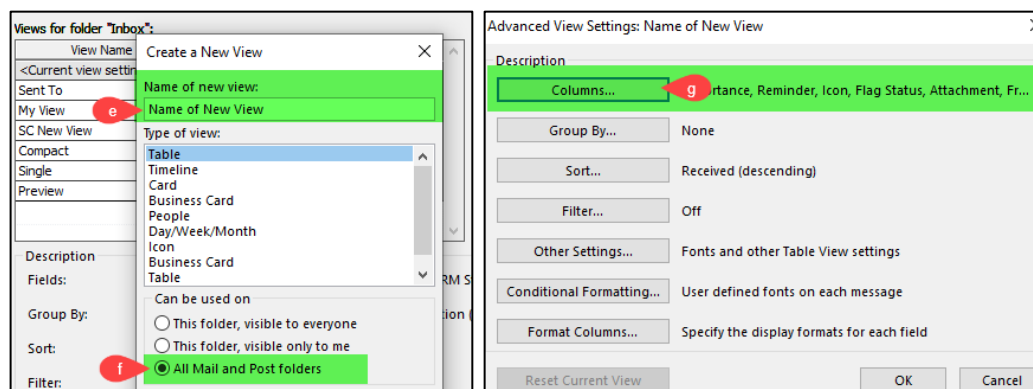 Views for folder "Inbox":
View Name
<Current view settin
Sent To
My View
SC New View
Compact
Single
Preview
Description
Fields:
Group By:
Sort:
Filter:
RM S
tion (
Create a New View
Name of new view:
e
Name of New View
Type of view:
Table
Timeline
Card
Business Card
People
Day/Week/Month
Icon
Business Card
Table
Can be used on
This folder, visible to everyone
This folder, visible only to me
f
All Mail and Post folders
Advanced View Settings: Name of New View
Description
Columns... g ortance, Reminder, Icon, Flag Status, Attachment, Fr...
Group By... None
Sort... Received (descending)
Filter... Off
Other Settings... Fonts and other Table View settings
Conditional Formatting... User defined fonts on each message
Format Columns... Specify the display formats for each field
Reset Current View OK Cancel